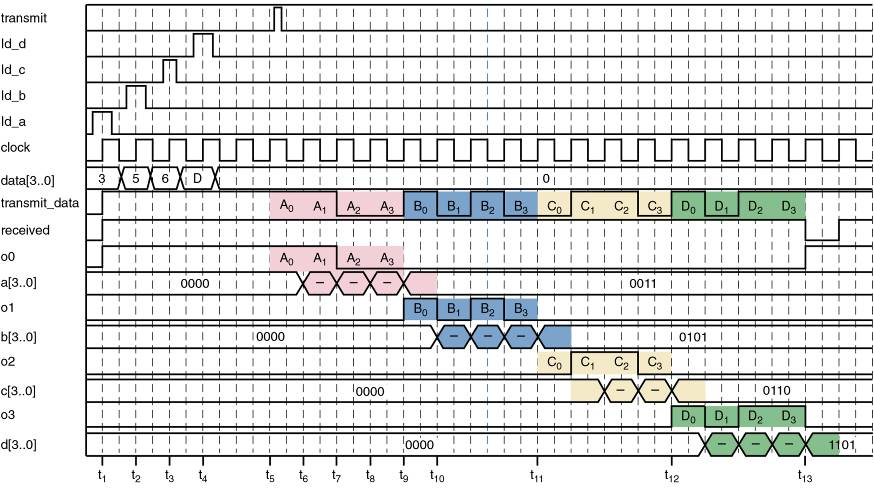 transmit
ld_d
ld_c
ld_b
ld_a
clock
data[3..0] 3 5 6 D 0
transmit_data A0 A1 A2 A3 B0 B1 B2 B3 C0 C1 C2 C3 D0 D1 D2 D3
received
o0 A0 A1 A2 A3
a[3..0] 0000 – – – 0011
o1 B0 B1 B2 B3
b[3..0] 0000 – – – 0101
o2 C0 C1 C2 C3
c[3..0] 0000 – – 0110
o3 D0 D1 D2 D3
d[3..0] 0000 – – – 1101
t1 t2 t3 t4 t5 t6 t7 t8 t9 t10 t11 t12 t13